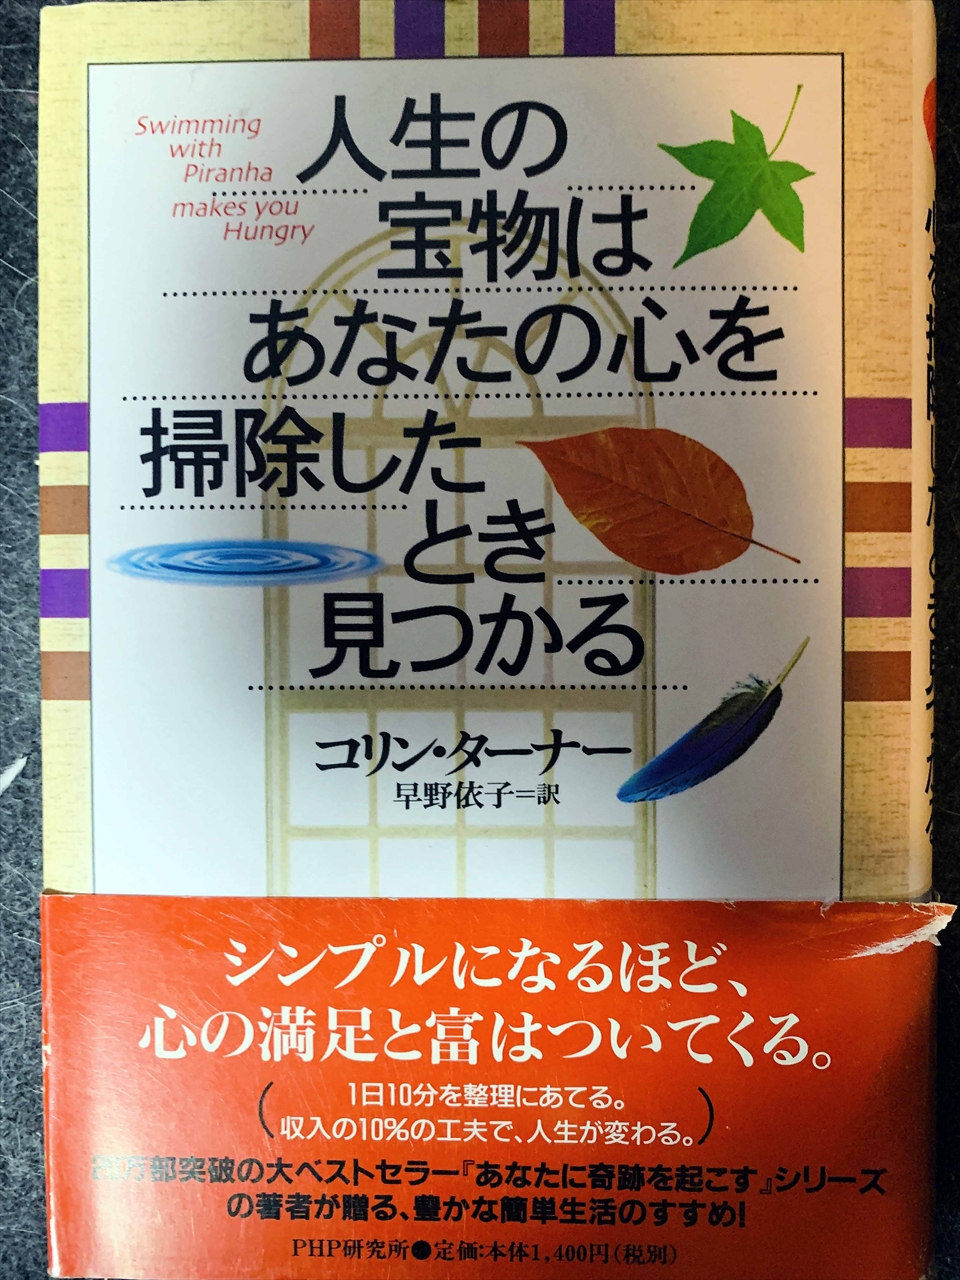 Swimming
with
Piranha
makes you
Hungry
人生の
宝物は
あなたの心を
掃除した
とき
見つかる
コリン・ターナー
早野依子=訳
シンプルになるほど、
心の満足と富はついてくる。
(1日10分を整理にあてる。
収入の10%の工夫で、人生が変わる。)
万部突破の大ベストセラー『あなたに奇跡を起こす』シリーズ
の著者が贈る、豊かな簡単生活のすすめ!
PHP研究所●定価:本体1,400円(税別)